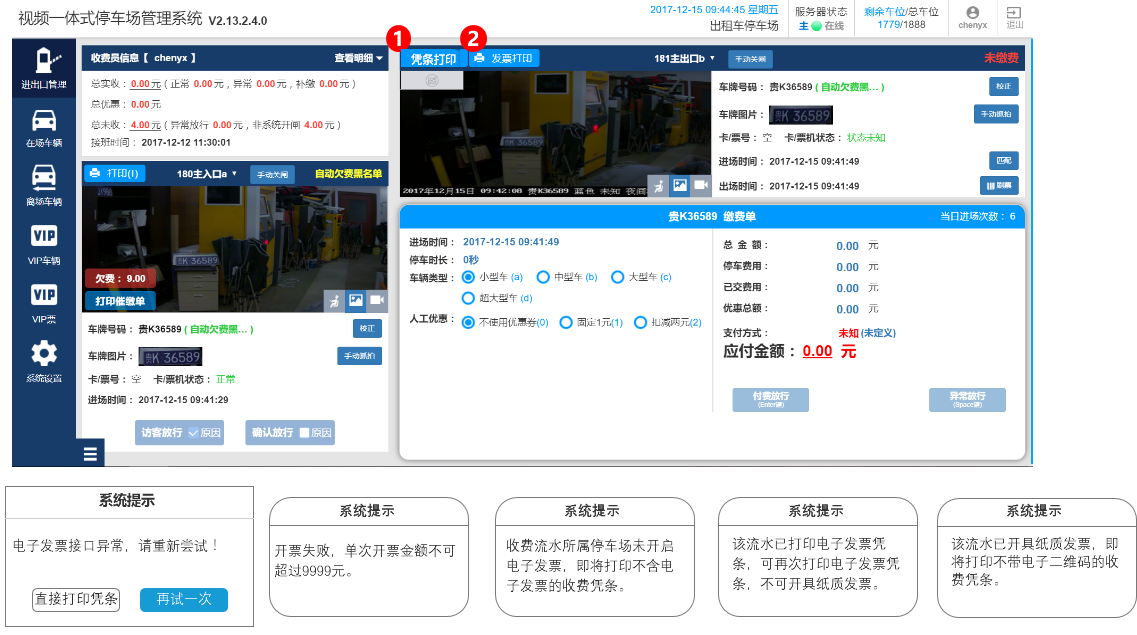 视频一体式停车场管理系统 V2.13.2.4.0
2017-12-15 09:44:45 星期五
出租车停车场
服务器状态
主 在线
剩余车位/总车位
1779/1888
chenyx
退出
进出口管理
在场车辆
离场车辆
VIP车辆
VIP票
系统设置
收费员信息【 chenyx 】 查看明细
总实收： 0.00元 ( 正常 0.00元 , 异常 0.00元 , 补缴 0.00元 )
总优惠： 0.00元
总未收： 4.00元 ( 异常放行 0.00元 , 非系统开闸 4.00元 )
接班时间： 2017-12-12 11:30:01
打印(I) 180主入口a 手动关闸 自动欠费黑名单
贵K 36589
欠费： 9.00
打印催缴单
车牌号码： 贵K36589 ( 自动欠费黑... ) 校正
车牌图片： 贵K 36589 手动抓拍
卡/票号： 空 卡/票机状态： 正常
进场时间： 2017-12-15 09:41:29
访客放行 原因 确认放行 原因
1 2
凭条打印 发票打印 181主出口b 手动关闸 未缴费
贵K 36589
2017年12月15日 09:42:08 贵K36589 蓝色 未知 夜间
车牌号码： 贵K36589 ( 自动欠费黑... ) 校正
车牌图片： 贵K 36589 手动抓拍
卡/票号： 空 卡/票机状态： 状态未知
进场时间： 2017-12-15 09:41:49 匹配
出场时间： 2017-12-15 09:41:49 刷票
贵K36589 缴费单 当日进场次数： 6
进场时间： 2017-12-15 09:41:49
停车时长： 0秒
车辆类型： 小型车 (a) 中型车 (b) 大型车 (c)
超大型车 (d)
人工优惠： 不使用优惠券(0) 固定1元(1) 扣减两元(2)
总 金 额： 0.00 元
停车费用： 0.00 元
已交费用： 0.00 元
优惠总额： 0.00 元
支付方式： 未知 (未定义)
应付金额： 0.00 元
付费放行
(Enter键)
异常放行
(Space键)
系统提示
电子发票接口异常，请重新尝试！
直接打印凭条 再试一次
系统提示
开票失败，单次开票金额不可
超过9999元。
系统提示
收费流水所属停车场未开启
电子发票，即将打印不含电
子发票的收费凭条。
系统提示
该流水已打印电子发票凭
条，可再次打印电子发票凭
条，不可开具纸质发票。
系统提示
该流水已开具纸质发票，即
将打印不带电子二维码的收
费凭条。